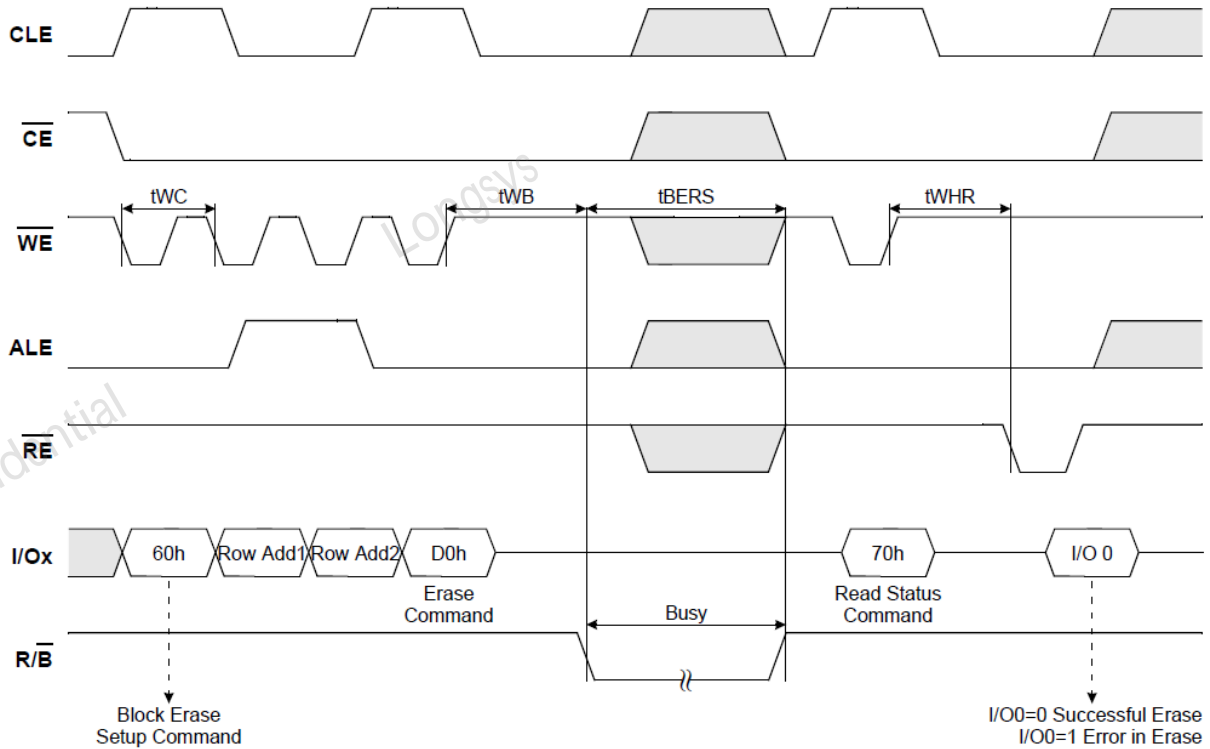 CLE
CE
Longsys
tWC
tWB
tBERS
tWHR
WE
ALE
RE
I/Ox
60h
Row Add1
Row Add2
D0h
70h
I/O 0
Erase
Command
Busy
Read Status
Command
R/B
Block Erase
Setup Command
I/O0=0 Successful Erase
I/O0=1 Error in Erase